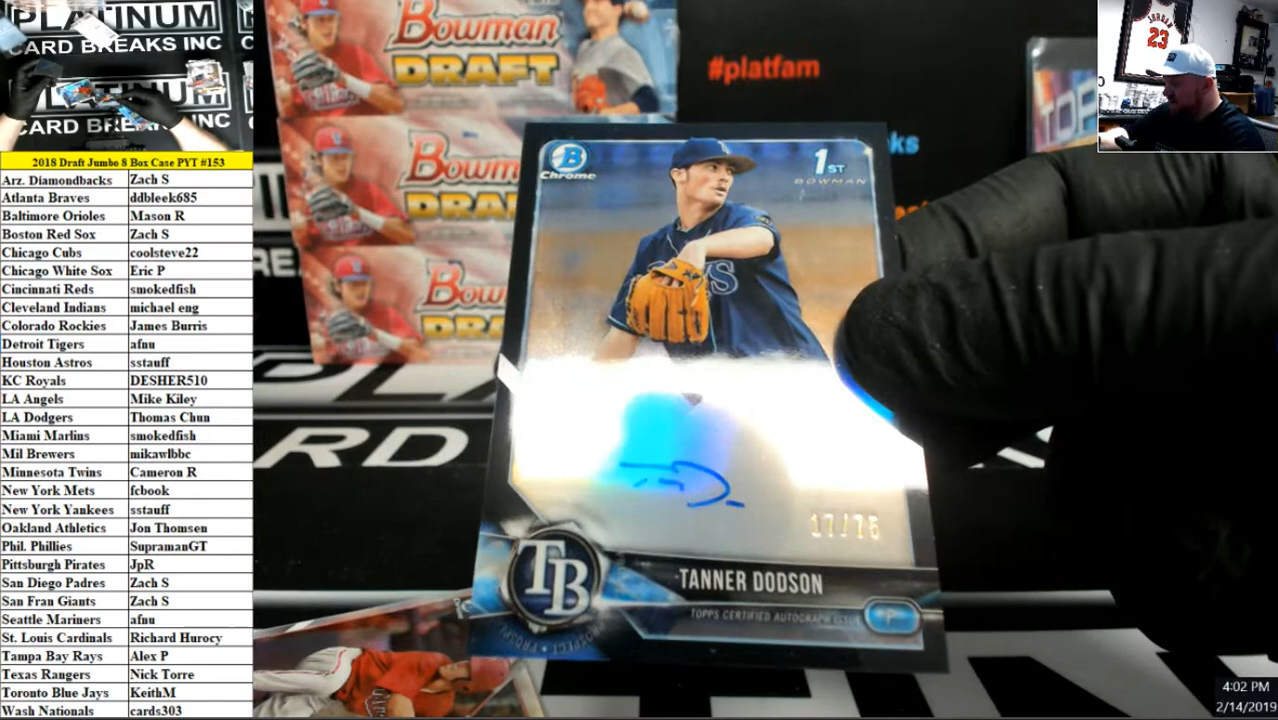 PLATINUM
CARD BREAKS INC
CARD BREAKS INC
2018 Draft Jumbo 8 Box Case PYT #153
Arz. Diamondbacks Zach S
Atlanta Braves ddbleek685
Baltimore Orioles Mason R
Boston Red Sox Zach S
Chicago Cubs coolsteve22
Chicago White Sox Eric P
Cincinnati Reds smokedfish
Cleveland Indians michael eng
Colorado Rockies James Burris
Detroit Tigers afnu
Houston Astros sstauff
KC Royals DESHER510
LA Angels Mike Kiley
LA Dodgers Thomas Chun
Miami Marlins smokedfish
Mil Brewers mikawlbbc
Minnesota Twins Cameron R
New York Mets fcbook
New York Yankees sstauff
Oakland Athletics Jon Thomsen
Phil. Phillies SupramanGT
Pittsburgh Pirates JpR
San Diego Padres Zach S
San Fran Giants Zach S
Seattle Mariners afnu
St. Louis Cardinals Richard Hurocy
Tampa Bay Rays Alex P
Texas Rangers Nick Torre
Toronto Blue Jays KeithM
Wash Nationals cards303
Bowman
DRAFT
#platfam
JORDAN
23
B
Chrome
1ST
BOWMAN
RD
17/75
TB
TANNER DODSON
TOPPS CERTIFIED AUTOGRAPH ISSUE
P
4:02 PM
2/14/2019